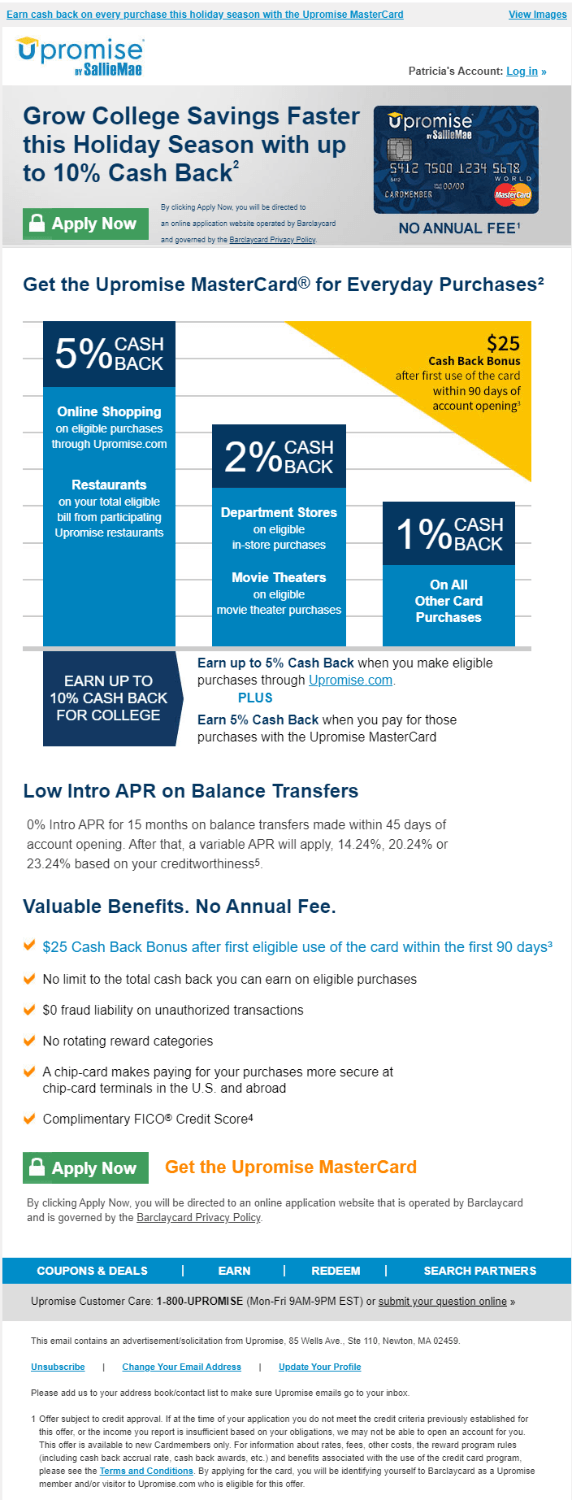 Earn cash back on every purchase this holiday season with the Upromise MasterCard
View Images
Upromise
BY SallieMae
Patricia's Account: Log in »
Grow College Savings Faster
this Holiday Season with up
to 10% Cash Back²
Apply Now
By clicking Apply Now, you will be directed to
an online application website operated by Barclaycard
and governed by the Barclaycard Privacy Policy.
Upromise
BY SallieMae
5412 7500 1234 5678
5412
00/00
WORLD
CARDMEMBER
MasterCard
NO ANNUAL FEE¹
Get the Upromise MasterCard® for Everyday Purchases²
5% CASH
BACK
Online Shopping
on eligible purchases
through Upromise.com
Restaurants
on your total eligible
bill from participating
Upromise restaurants
2% CASH
BACK
Department Stores
on eligible
in-store purchases
Movie Theaters
on eligible
movie theater purchases
$25
Cash Back Bonus
after first use of the card
within 90 days of
account opening³
1% CASH
BACK
On All
Other Card
Purchases
EARN UP TO
10% CASH BACK
FOR COLLEGE
Earn up to 5% Cash Back when you make eligible
purchases through Upromise.com.
PLUS
Earn 5% Cash Back when you pay for those
purchases with the Upromise MasterCard
Low Intro APR on Balance Transfers
0% Intro APR for 15 months on balance transfers made within 45 days of
account opening. After that, a variable APR will apply, 14.24%, 20.24% or
23.24% based on your creditworthiness⁵.
Valuable Benefits. No Annual Fee.
$25 Cash Back Bonus after first eligible use of the card within the first 90 days³
No limit to the total cash back you can earn on eligible purchases
$0 fraud liability on unauthorized transactions
No rotating reward categories
A chip-card makes paying for your purchases more secure at
chip-card terminals in the U.S. and abroad
Complimentary FICO® Credit Score⁴
Apply Now
Get the Upromise MasterCard
By clicking Apply Now, you will be directed to an online application website that is operated by Barclaycard
and is governed by the Barclaycard Privacy Policy.
COUPONS & DEALS | EARN | REDEEM | SEARCH PARTNERS
Upromise Customer Care: 1-800-UPROMISE (Mon-Fri 9AM-9PM EST) or submit your question online »
This email contains an advertisement/solicitation from Upromise, 85 Wells Ave., Ste 110, Newton, MA 02459.
Unsubscribe | Change Your Email Address | Update Your Profile
Please add us to your address book/contact list to make sure Upromise emails go to your inbox.
1 Offer subject to credit approval. If at the time of your application you do not meet the credit criteria previously established for
this offer, or the income you report is insufficient based on your obligations, we may not be able to open an account for you.
This offer is available to new Cardmembers only. For information about rates, fees, other costs, the reward program rules
(including cash back accrual rate, cash back awards, etc.) and benefits associated with the use of the credit card program,
please see the Terms and Conditions. By applying for the card, you will be identifying yourself to Barclaycard as a Upromise
member and/or visitor to Upromise.com who is eligible for this offer.